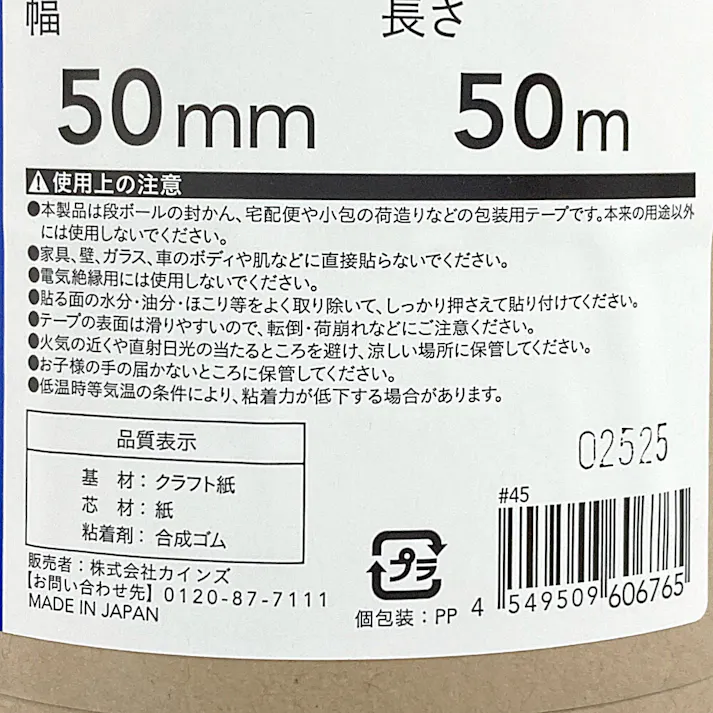 幅 長さ
50mm 50m
使用上の注意
●本製品は段ボールの封かん、宅配便や小包の荷造りなどの包装用テープです。本来の用途以外
には使用しないでください。
●家具、壁、ガラス、車のボディや肌などに直接貼らないでください。
●電気絶縁用には使用しないでください。
●貼る面の水分・油分・ほこり等をよく取り除いて、しっかり押さえて貼り付けてください。
●テープの表面は滑りやすいので、転倒・荷崩れなどにご注意ください。
●火気の近くや直射日光の当たるところを避け、涼しい場所に保管してください。
●お子様の手の届かないところに保管してください。
●低温時等気温の条件により、粘着力が低下する場合があります。
品質表示
基材：クラフト紙
芯材：紙
粘着剤：合成ゴム
販売者：株式会社カインズ
【お問い合わせ先】0120-87-7111
MADE IN JAPAN
プラ
個包装：PP
02525
#45
4 549509 606765